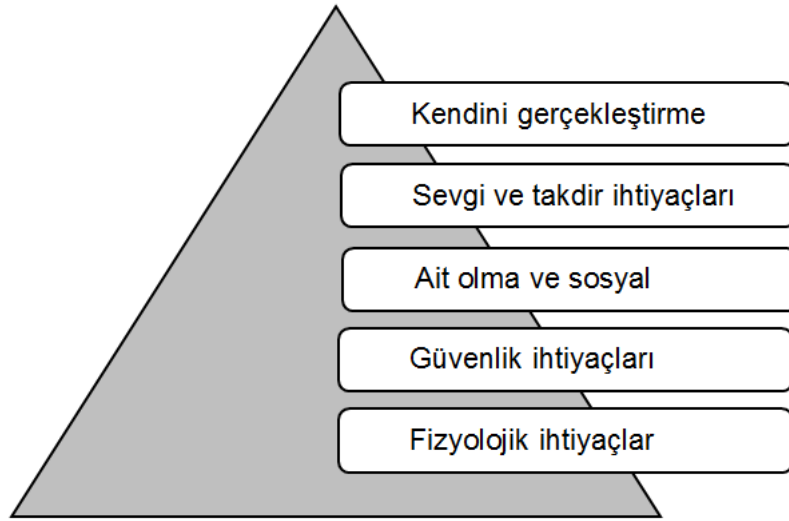 Kendini gerçekleştirme
Sevgi ve takdir ihtiyaçları
Ait olma ve sosyal
Güvenlik ihtiyaçları
Fizyolojik ihtiyaçlar